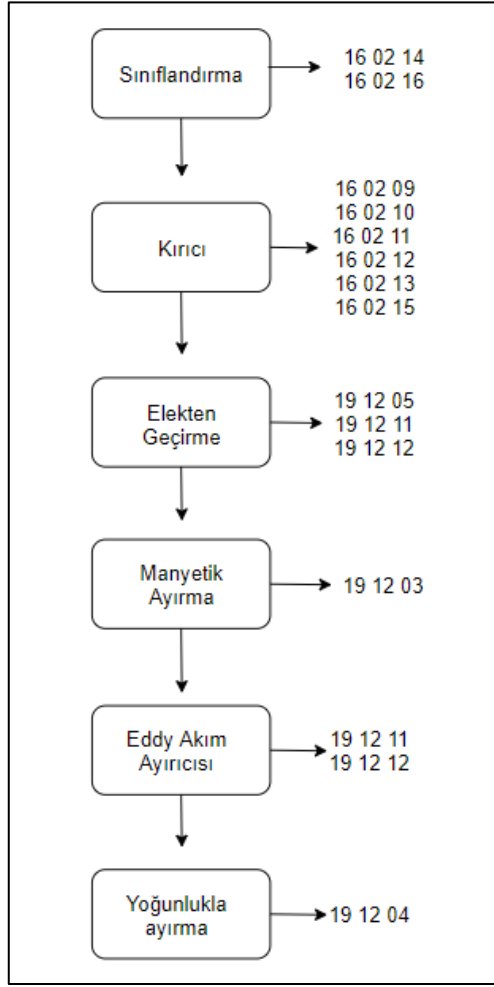 Sınıflandırma
16 02 14
16 02 16
Kırıcı
16 02 09
16 02 10
16 02 11
16 02 12
16 02 13
16 02 15
Elekten
Geçirme
19 12 05
19 12 11
19 12 12
Manyetik
Ayırma
19 12 03
Eddy Akım
Ayırıcısı
19 12 11
19 12 12
Yoğunlukla
ayırma
19 12 04